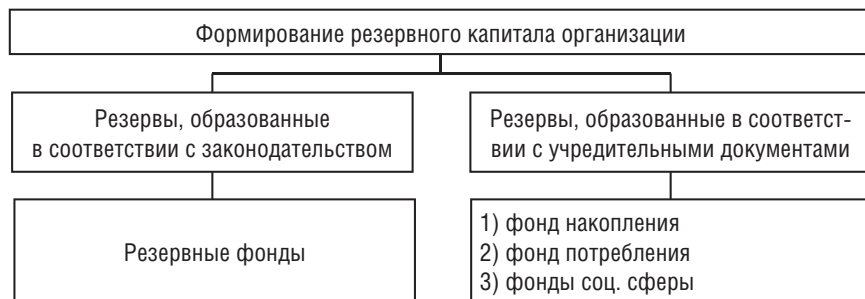 Формирование резервного капитала организации
Резервы, образованные
в соответствии с законодательством
Резервы, образованные в соответст-
вии с учредительными документами
Резервные фонды
1) фонд накопления
2) фонд потребления
3) фонды соц. сферы